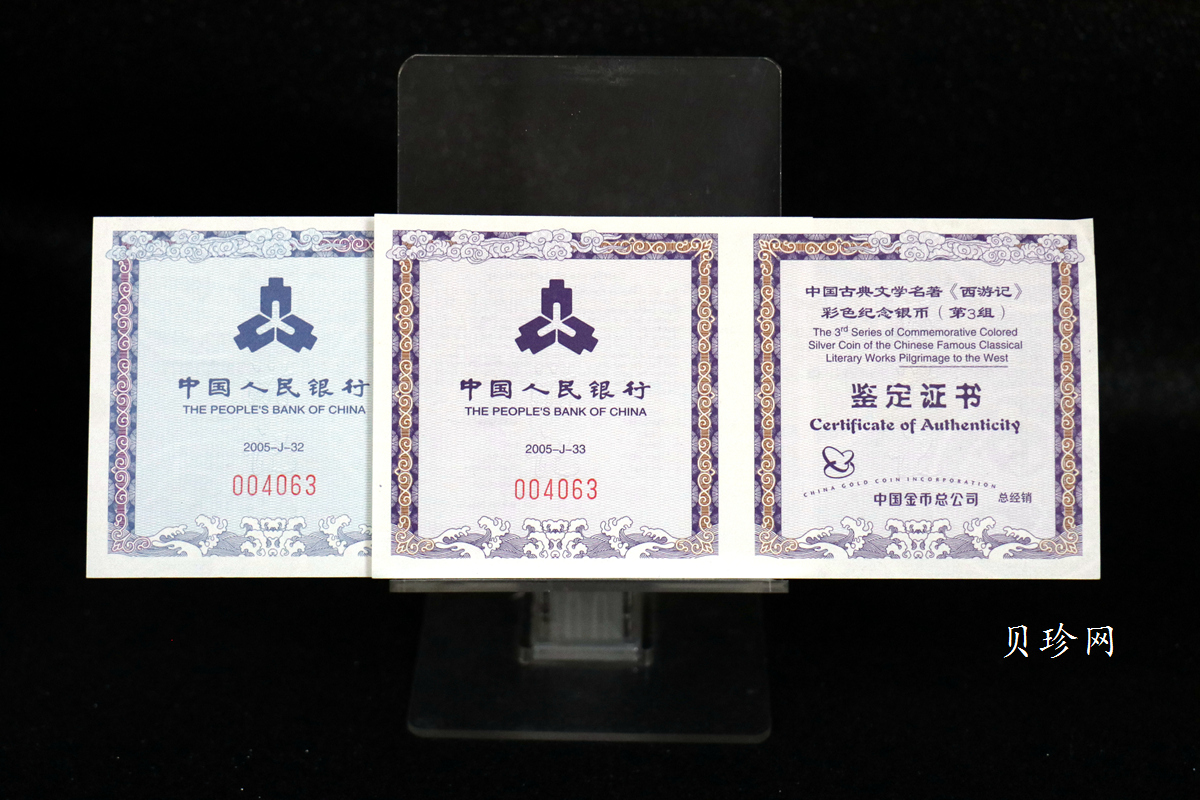 中国人民银行
THE PEOPLE'S BANK OF CHINA
2005-J-32
004063
中国人民银行
THE PEOPLE'S BANK OF CHINA
2005-J-33
004063
中国古典文学名著《西游记》
彩色纪念银币(第3组)
The 3rd Series of Commemorative Colored
Silver Coin of the Chinese Famous Classical
Literary Works Pilgrimage to the West
鉴定证书
Certificate of Authenticity
CHINA GOLD COIN INCORPORATION
中国金币总公司 总经销
贝珍网